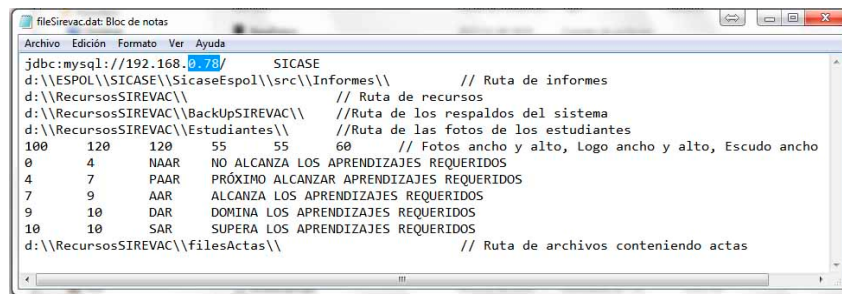 fileSirevac.dat: Bloc de notas
Archivo Edición Formato Ver Ayuda
jdbc:mysql://192.168.0.78/ SICASE
d:\\ESPOL\\SICASE\\SicaseEspol\\src\\Informes\\ // Ruta de informes
d:\\RecursosSIREVAC\\ // Ruta de recursos
d:\\RecursosSIREVAC\\BackUpSIREVAC\\ //Ruta de los respaldos del sistema
d:\\RecursosSIREVAC\\Estudiantes\\ //Ruta de las fotos de los estudiantes
100 120 120 55 55 60 // Fotos ancho y alto, Logo ancho y alto, Escudo ancho
0 4 NAAR NO ALCANZA LOS APRENDIZAJES REQUERIDOS
4 7 PAAR PRÓXIMO ALCANZAR APRENDIZAJES REQUERIDOS
7 9 AAR ALCANZA LOS APRENDIZAJES REQUERIDOS
9 10 DAR DOMINA LOS APRENDIZAJES REQUERIDOS
10 10 SAR SUPERA LOS APRENDIZAJES REQUERIDOS
d:\\RecursosSIREVAC\\filesActas\\ // Ruta de archivos conteniendo actas